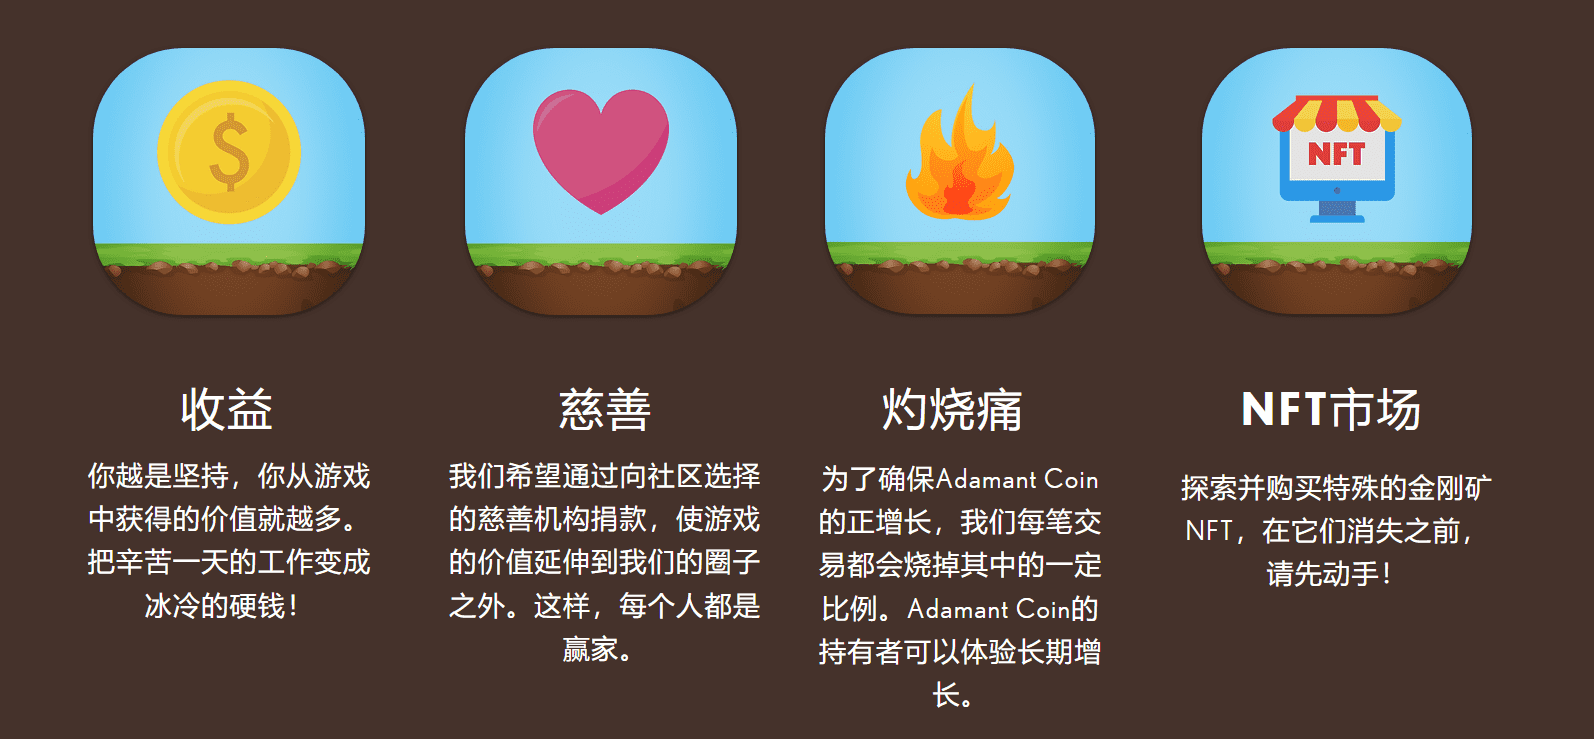 $
NFT
收益
你越是坚持，你从游戏
中获得的价值就越多。
把辛苦一天的工作变成
冰冷的硬钱！
慈善
我们希望通过向社区选择
的慈善机构捐款，使游戏
的价值延伸到我们的圈子
之外。这样，每个人都是
赢家。
灼烧痛
为了确保Adamant Coin
的正增长，我们每笔交
易都会烧掉其中的一定
比例。Adamant Coin的
持有者可以体验长期增
长。
NFT市场
探索并购买特殊的金刚矿
NFT，在它们消失之前，
请先动手！